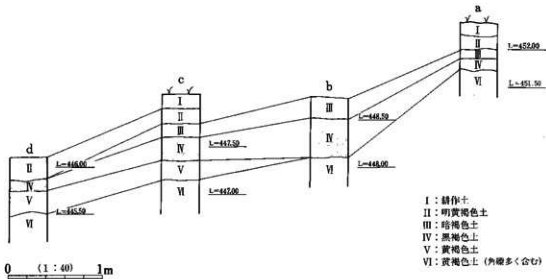 a
I
II
III
IV
VI
L=452.00
L=451.50
b
III
IV
VI
L=448.50
L=448.00
c
I
II
III
IV
V
VI
L=447.50
L=447.00
d
II
IV
V
VI
L=446.00
L=445.50
I:耕作土
II:明黄褐色土
III:暗褐色土
IV:黒褐色土
V:黄褐色土
VI:黄褐色土(角礫多く含む)
0 (1:40) 1m